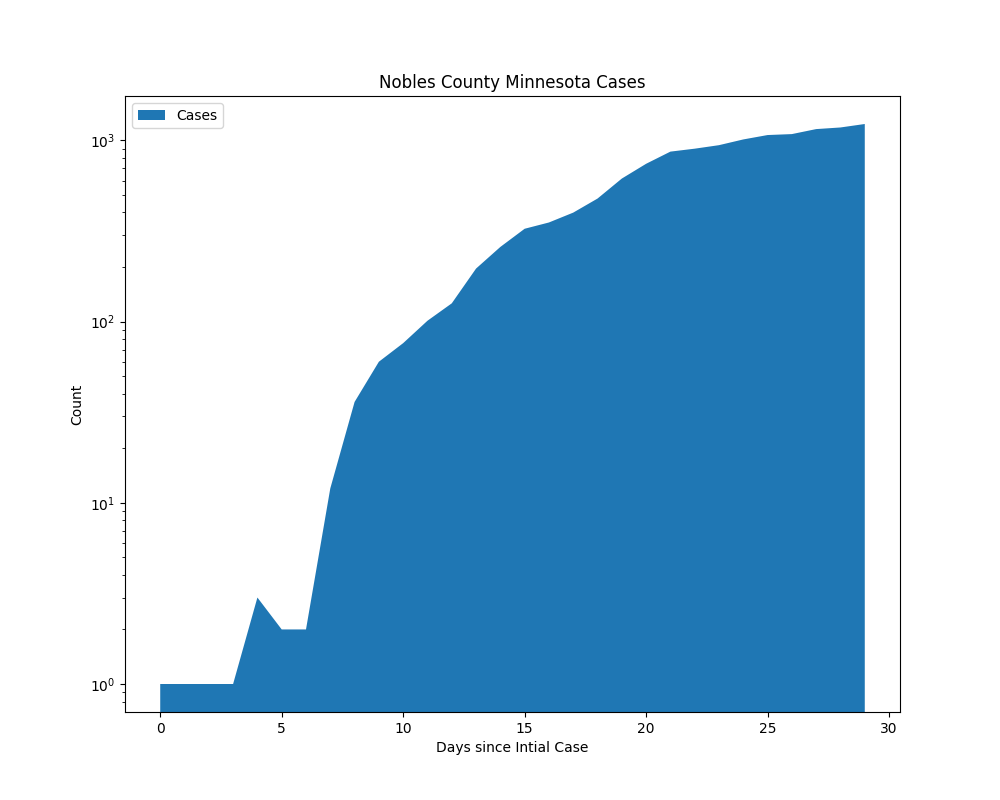 Nobles County Minnesota Cases
Cases
10³
10²
10¹
10⁰
Count
0 5 10 15 20 25 30
Days since Intial Case